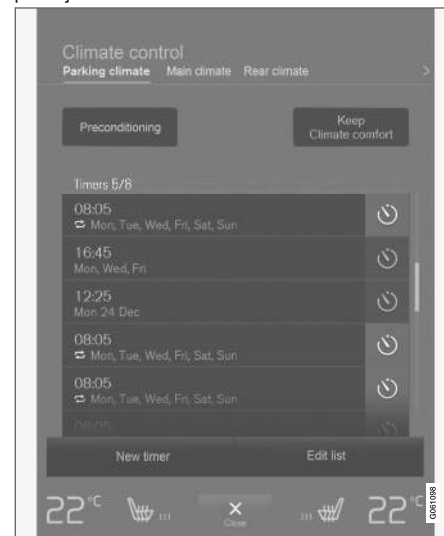 Climate control
Parking climate Main climate Rear climate >
Preconditioning
Keep
Climate comfort
Timers 5/8
08:05
Mon, Tue, Wed, Fri, Sat, Sun
16:45
Mon, Wed, Fri
12:25
Mon 24 Dec
08:05
Mon, Tue, Wed, Fri, Sat, Sun
08:05
Mon, Tue, Wed, Fri, Sat, Sun
08:05
New timer Edit list
22°C Close 22°C
G061098